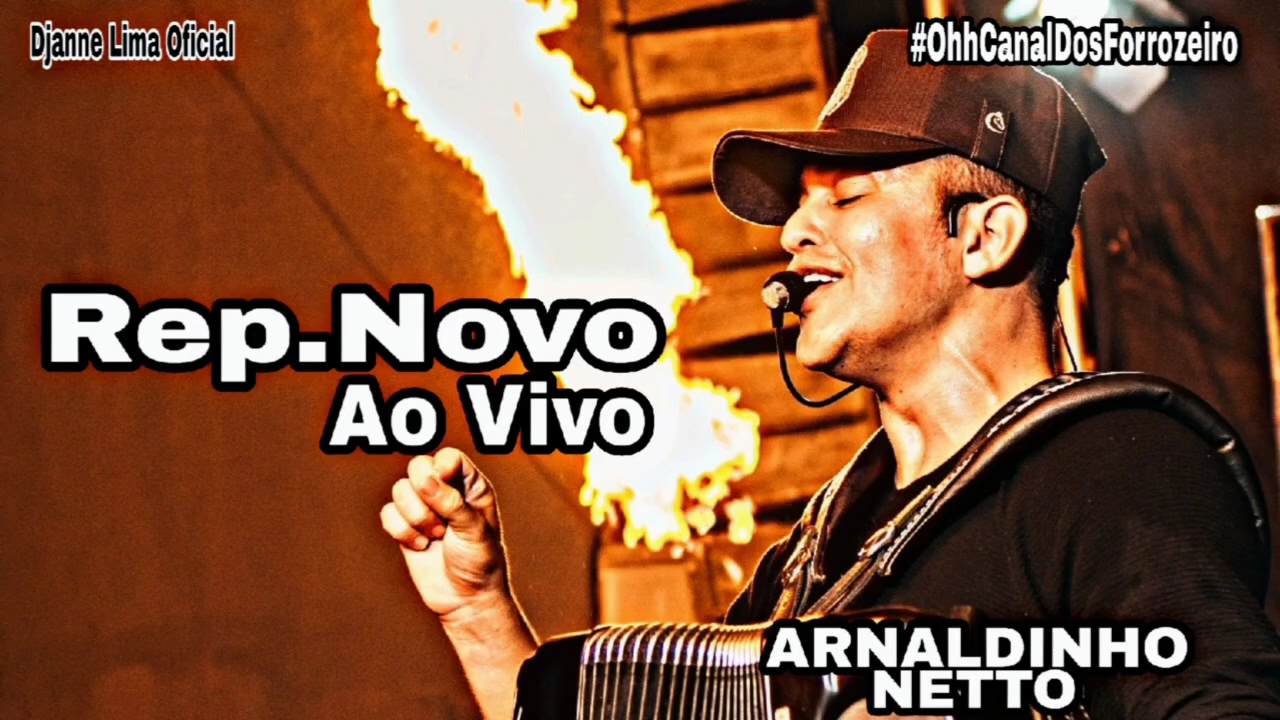 Djanne Lima Oficial
#OhhCanalDosForrozeiro
Rep.Novo
Ao Vivo
ARNALDINHO
NETTO